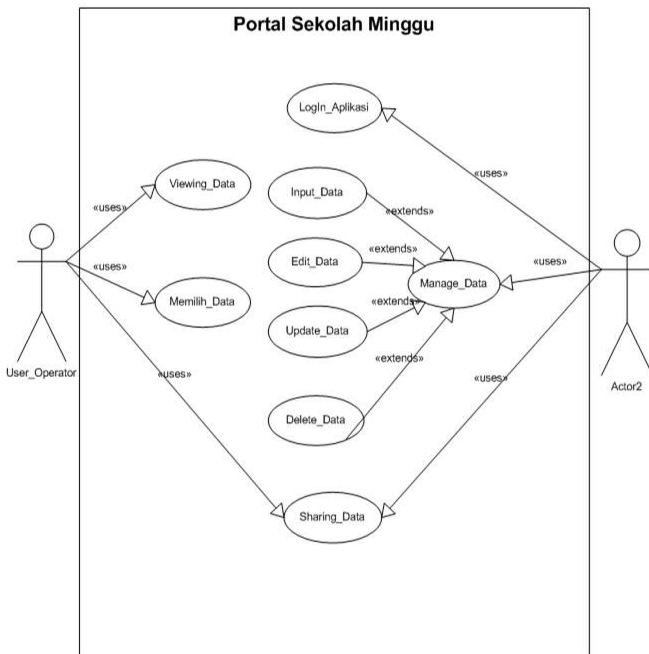 Portal Sekolah Minggu
LogIn_Aplikasi
«uses»
Viewing_Data
Input_Data
«uses»
«extends»
Edit_Data
«extends»
«uses»
«uses»
Manage_Data
Memilih_Data
«extends»
Update_Data
«extends»
User_Operator
«uses»
«uses»
Actor2
Delete_Data
Sharing_Data